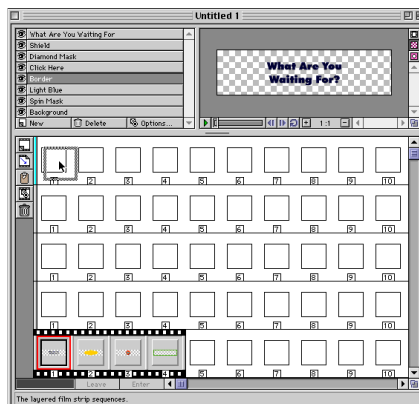 Untitled 1
What Are You Waiting For
Shield
Diamond Mask
Click Here
Border
Light Blue
Spin Mask
Background
New Delete Options...
What Are You
Waiting For?
1:1
1 2 3 4 5 6 7 8 9 10
1 2 3 4 5 6 7 8 9 10
1 2 3 4 5 6 7 8 9 10
1 2 3 4 5 6 7 8 9 10
1 2 3 4 5 6 7 8 9 10
Leave Enter
The layered film strip sequences.